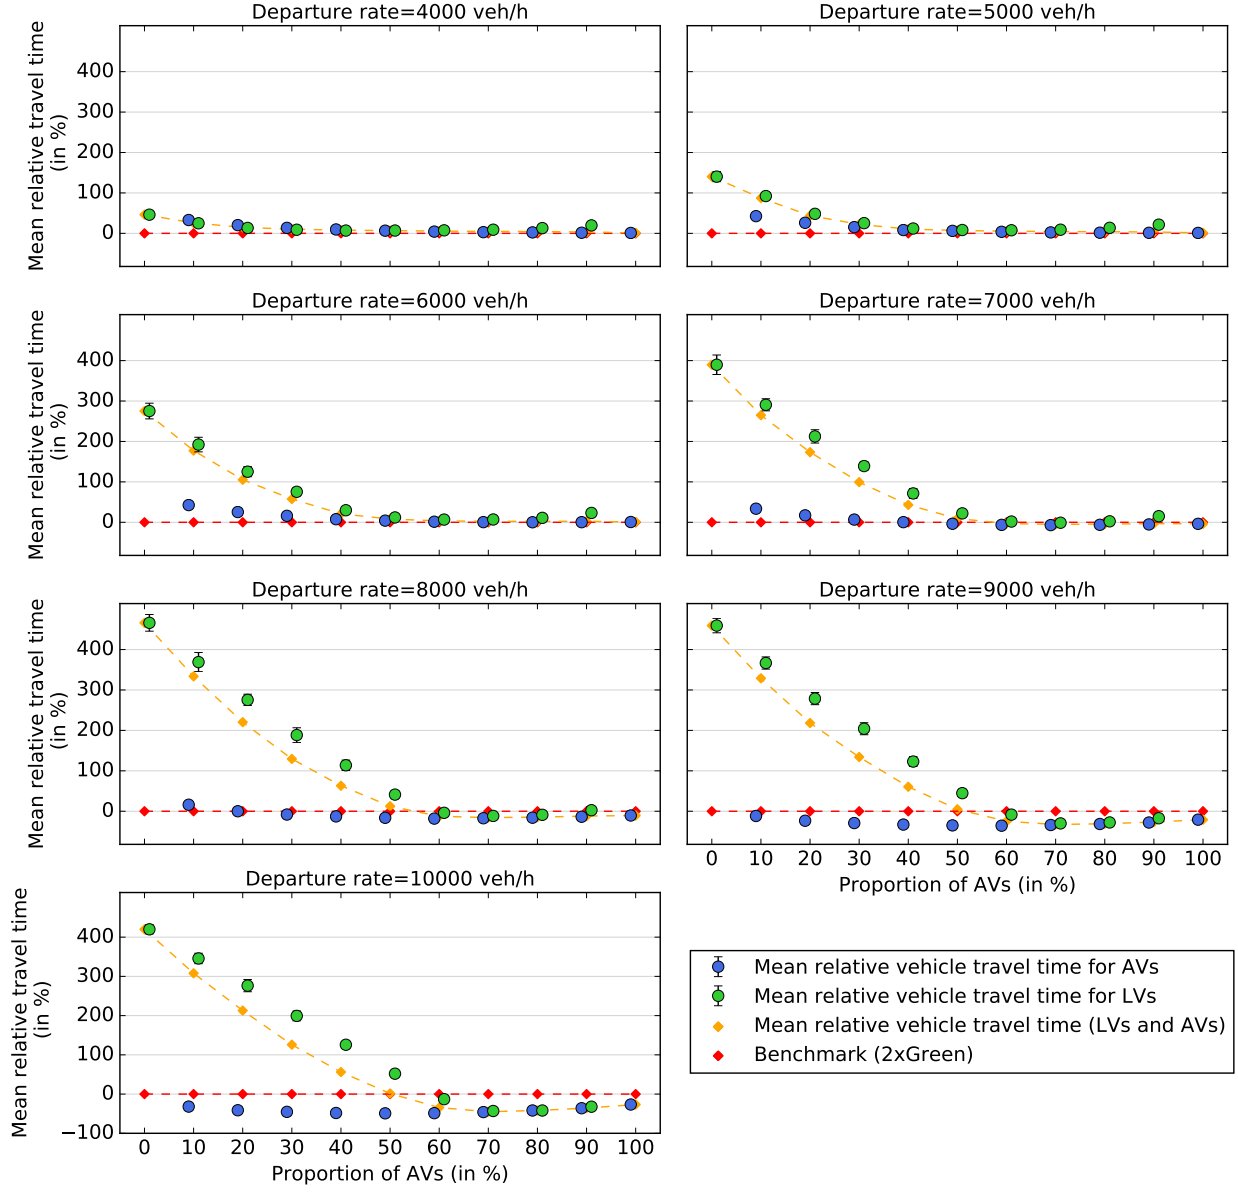 Departure rate=4000 veh/h
Departure rate=5000 veh/h
Mean relative travel time
(in %)
400
300
200
100
0
Departure rate=6000 veh/h
Departure rate=7000 veh/h
Mean relative travel time
(in %)
400
300
200
100
0
Departure rate=8000 veh/h
Departure rate=9000 veh/h
Mean relative travel time
(in %)
400
300
200
100
0
0 10 20 30 40 50 60 70 80 90 100
Proportion of AVs (in %)
Departure rate=10000 veh/h
Mean relative travel time
(in %)
400
300
200
100
0
−100
0 10 20 30 40 50 60 70 80 90 100
Proportion of AVs (in %)
Mean relative vehicle travel time for AVs
Mean relative vehicle travel time for LVs
Mean relative vehicle travel time (LVs and AVs)
Benchmark (2xGreen)